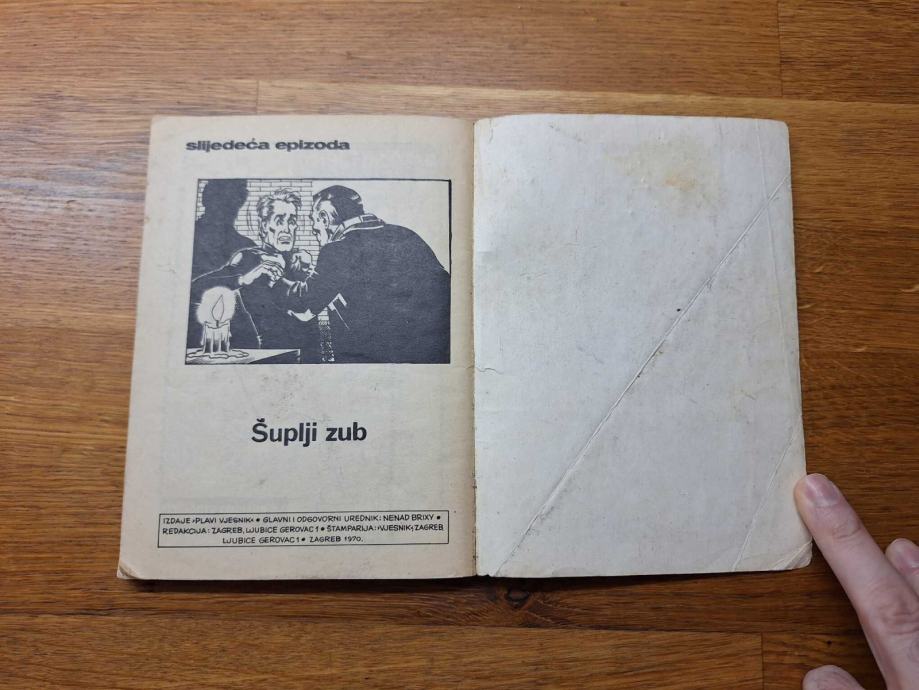 slijedeća epizoda
Šuplji zub
IZDAJE ›PLAVI VJESNIK‹ • GLAVNI I ODGOVORNI UREDNIK: NENAD BRIXY •
REDAKCIJA: ZAGREB, LJUBICE GEROVAC 1 • ŠTAMPARIJA: ›VJESNIK‹, ZAGREB
LJUBICE GEROVAC 1 • ZAGREB 1970.